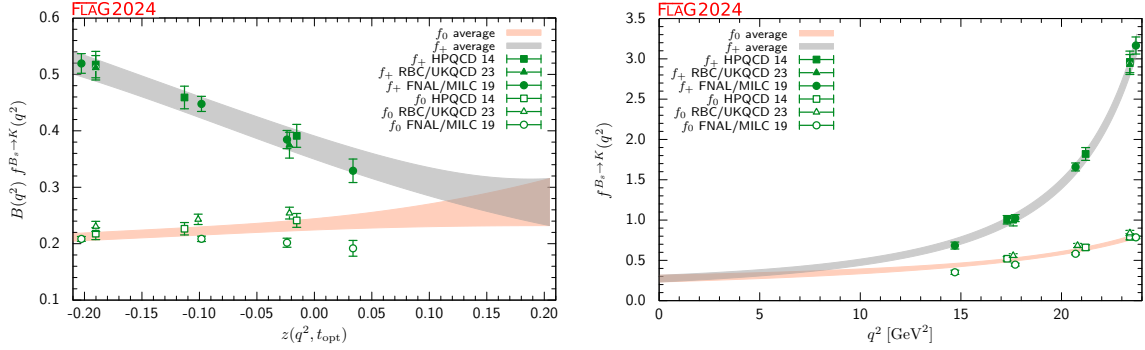 FLAG2024
f₀ average
f₊ average
f₊ HPQCD 14
f₊ RBC/UKQCD 23
f₊ FNAL/MILC 19
f₀ HPQCD 14
f₀ RBC/UKQCD 23
f₀ FNAL/MILC 19
0.6
0.5
0.4
0.3
0.2
0.1
B(q²) f^{B_s→K}(q²)
-0.20 -0.15 -0.10 -0.05 0.00 0.05 0.10 0.15 0.20
z(q², t_opt)
FLAG2024
f₀ average
f₊ average
f₊ HPQCD 14
f₊ RBC/UKQCD 23
f₊ FNAL/MILC 19
f₀ HPQCD 14
f₀ RBC/UKQCD 23
f₀ FNAL/MILC 19
3.5
3.0
2.5
2.0
1.5
1.0
0.5
0.0
f^{B_s→K}(q²)
0 5 10 15 20
q² [GeV²]